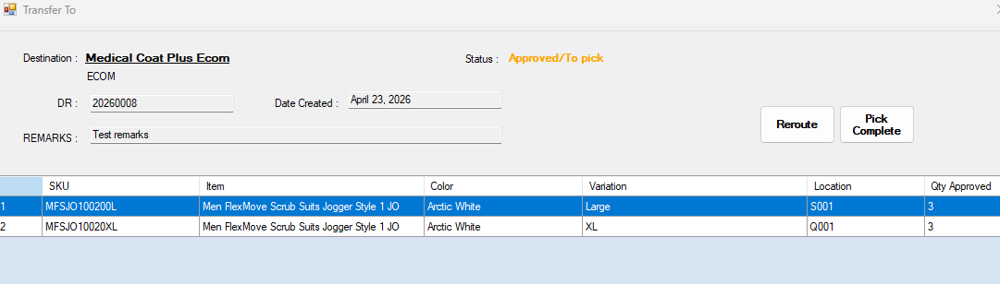 Transfer To
Destination : Medical Coat Plus Ecom Status : Approved/To pick
ECOM
DR : 20260008 Date Created : April 23, 2026
REMARKS : Test remarks
Reroute Pick Complete
SKU Item Color Variation Location Qty Approved
1 MFSJO100200L Men FlexMove Scrub Suits Jogger Style 1 JO Arctic White Large S001 3
2 MFSJO10020XL Men FlexMove Scrub Suits Jogger Style 1 JO Arctic White XL Q001 3